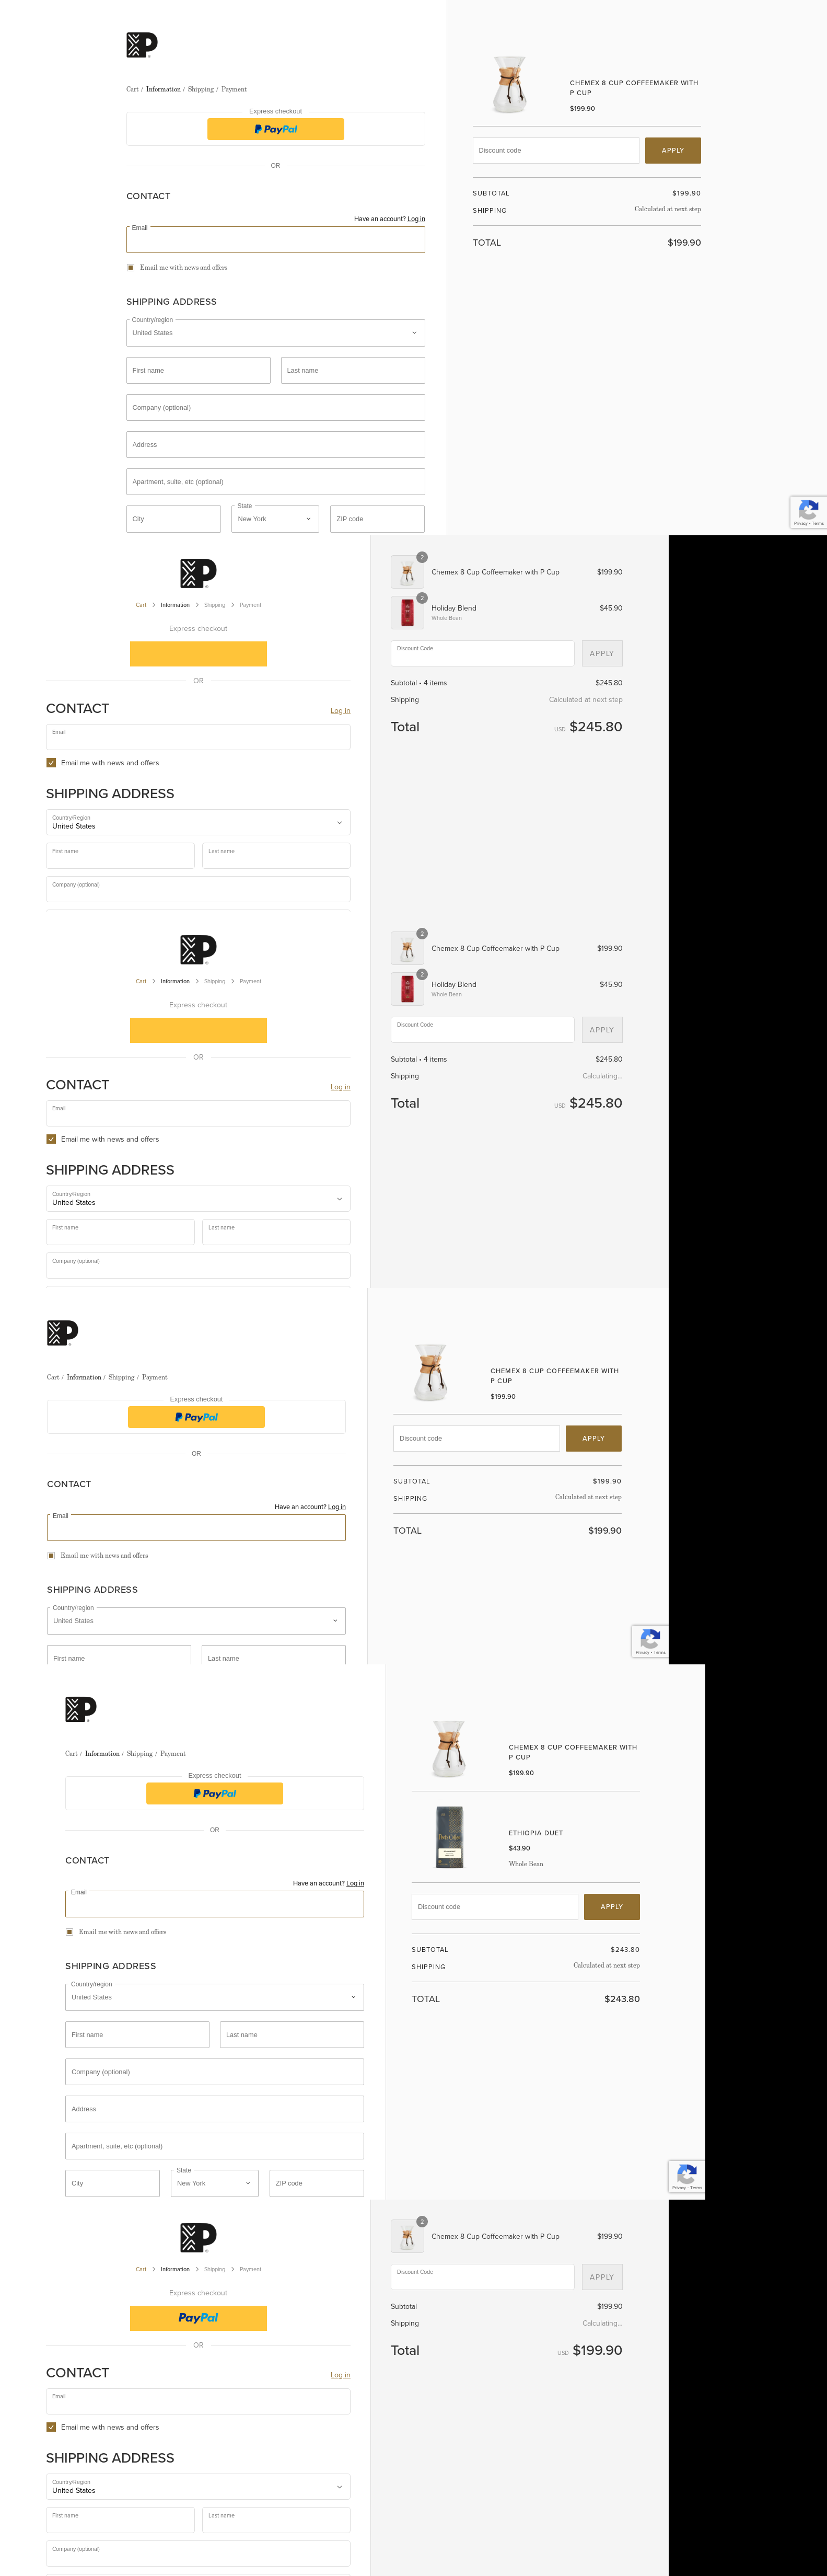 Cart / Information / Shipping / Payment
Express checkout
PayPal
OR
CONTACT
Have an account? Log in
Email
Email me with news and offers
SHIPPING ADDRESS
Country/region
United States
First name
Last name
Company (optional)
Address
Apartment, suite, etc (optional)
City
State
New York
ZIP code
CHEMEX 8 CUP COFFEEMAKER WITH
P CUP
$199.90
Discount code
APPLY
SUBTOTAL $199.90
SHIPPING Calculated at next step
TOTAL $199.90
Privacy - Terms
Cart > Information > Shipping > Payment
Express checkout
OR
CONTACT
Log in
Email
Email me with news and offers
SHIPPING ADDRESS
Country/Region
United States
First name
Last name
Company (optional)
2
Chemex 8 Cup Coffeemaker with P Cup $199.90
2
Holiday Blend $45.90
Whole Bean
Discount Code
APPLY
Subtotal • 4 items $245.80
Shipping Calculated at next step
Total USD $245.80
Cart > Information > Shipping > Payment
Express checkout
OR
CONTACT
Log in
Email
Email me with news and offers
SHIPPING ADDRESS
Country/Region
United States
First name
Last name
Company (optional)
2
Chemex 8 Cup Coffeemaker with P Cup $199.90
2
Holiday Blend $45.90
Whole Bean
Discount Code
APPLY
Subtotal • 4 items $245.80
Shipping Calculating...
Total USD $245.80
Cart / Information / Shipping / Payment
Express checkout
PayPal
OR
CONTACT
Have an account? Log in
Email
Email me with news and offers
SHIPPING ADDRESS
Country/region
United States
First name
Last name
CHEMEX 8 CUP COFFEEMAKER WITH
P CUP
$199.90
Discount code
APPLY
SUBTOTAL $199.90
SHIPPING Calculated at next step
TOTAL $199.90
Privacy - Terms
Cart / Information / Shipping / Payment
Express checkout
PayPal
OR
CONTACT
Have an account? Log in
Email
Email me with news and offers
SHIPPING ADDRESS
Country/region
United States
First name
Last name
Company (optional)
Address
Apartment, suite, etc (optional)
City
State
New York
ZIP code
CHEMEX 8 CUP COFFEEMAKER WITH
P CUP
$199.90
ETHIOPIA DUET
$43.90
Whole Bean
Discount code
APPLY
SUBTOTAL $243.80
SHIPPING Calculated at next step
TOTAL $243.80
Privacy - Terms
Cart > Information > Shipping > Payment
Express checkout
PayPal
OR
CONTACT
Log in
Email
Email me with news and offers
SHIPPING ADDRESS
Country/Region
United States
First name
Last name
Company (optional)
2
Chemex 8 Cup Coffeemaker with P Cup $199.90
Discount Code
APPLY
Subtotal $199.90
Shipping Calculating...
Total USD $199.90